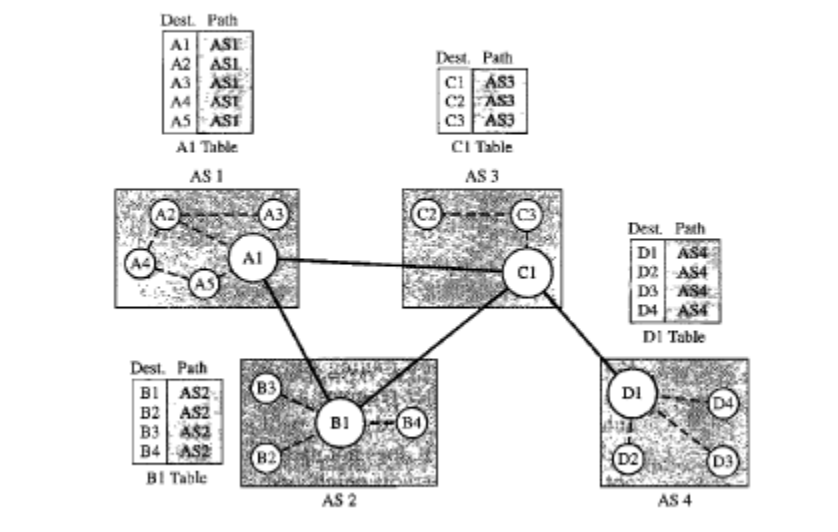 Dest. Path
A1 AS1
A2 AS1
A3 AS1
A4 AS1
A5 AS1
A1 Table
Dest. Path
C1 AS3
C2 AS3
C3 AS3
C1 Table
AS 1
A2
A3
A1
A4
A5
AS 3
C2
C3
C1
Dest. Path
D1 AS4
D2 AS4
D3 AS4
D4 AS4
D1 Table
Dest. Path
B1 AS2
B2 AS2
B3 AS2
B4 AS2
B1 Table
B3
B1
B4
B2
AS 2
D1
D4
D2
D3
AS 4